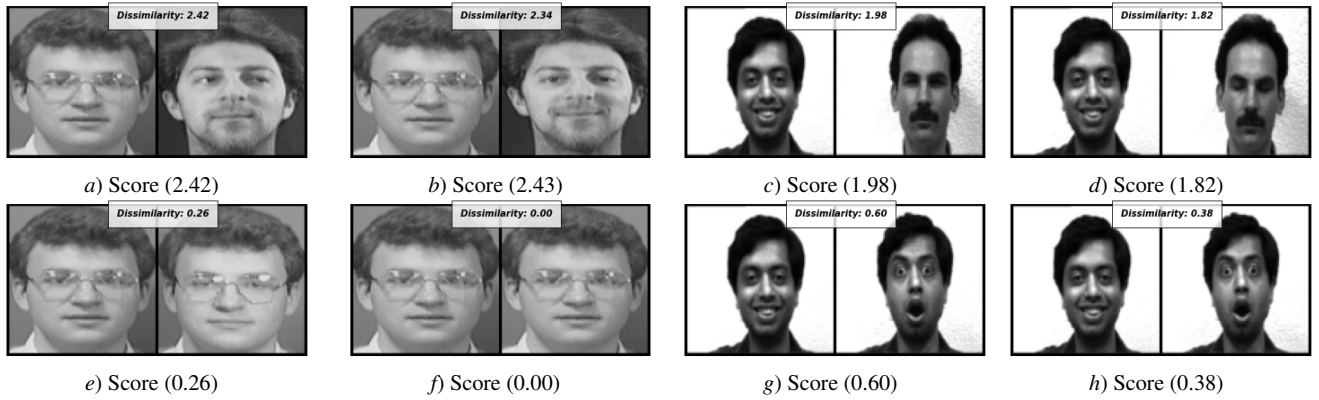 Dissimilarity: 2.42
Dissimilarity: 2.34
Dissimilarity: 1.98
Dissimilarity: 1.82
a) Score (2.42)
b) Score (2.43)
c) Score (1.98)
d) Score (1.82)
Dissimilarity: 0.26
Dissimilarity: 0.00
Dissimilarity: 0.60
Dissimilarity: 0.38
e) Score (0.26)
f) Score (0.00)
g) Score (0.60)
h) Score (0.38)